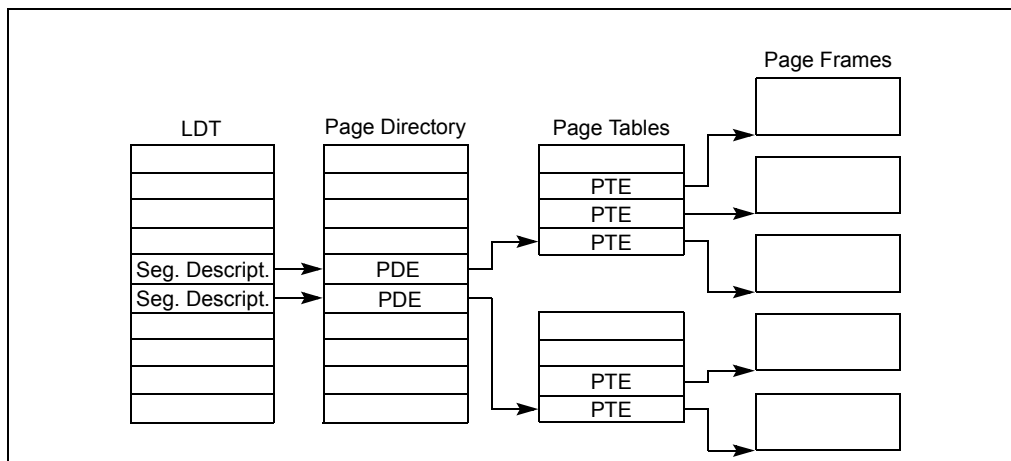 Page Frames
LDT
Page Directory
Page Tables
PTE
PTE
PTE
Seg. Descript.
PDE
Seg. Descript.
PDE
PTE
PTE